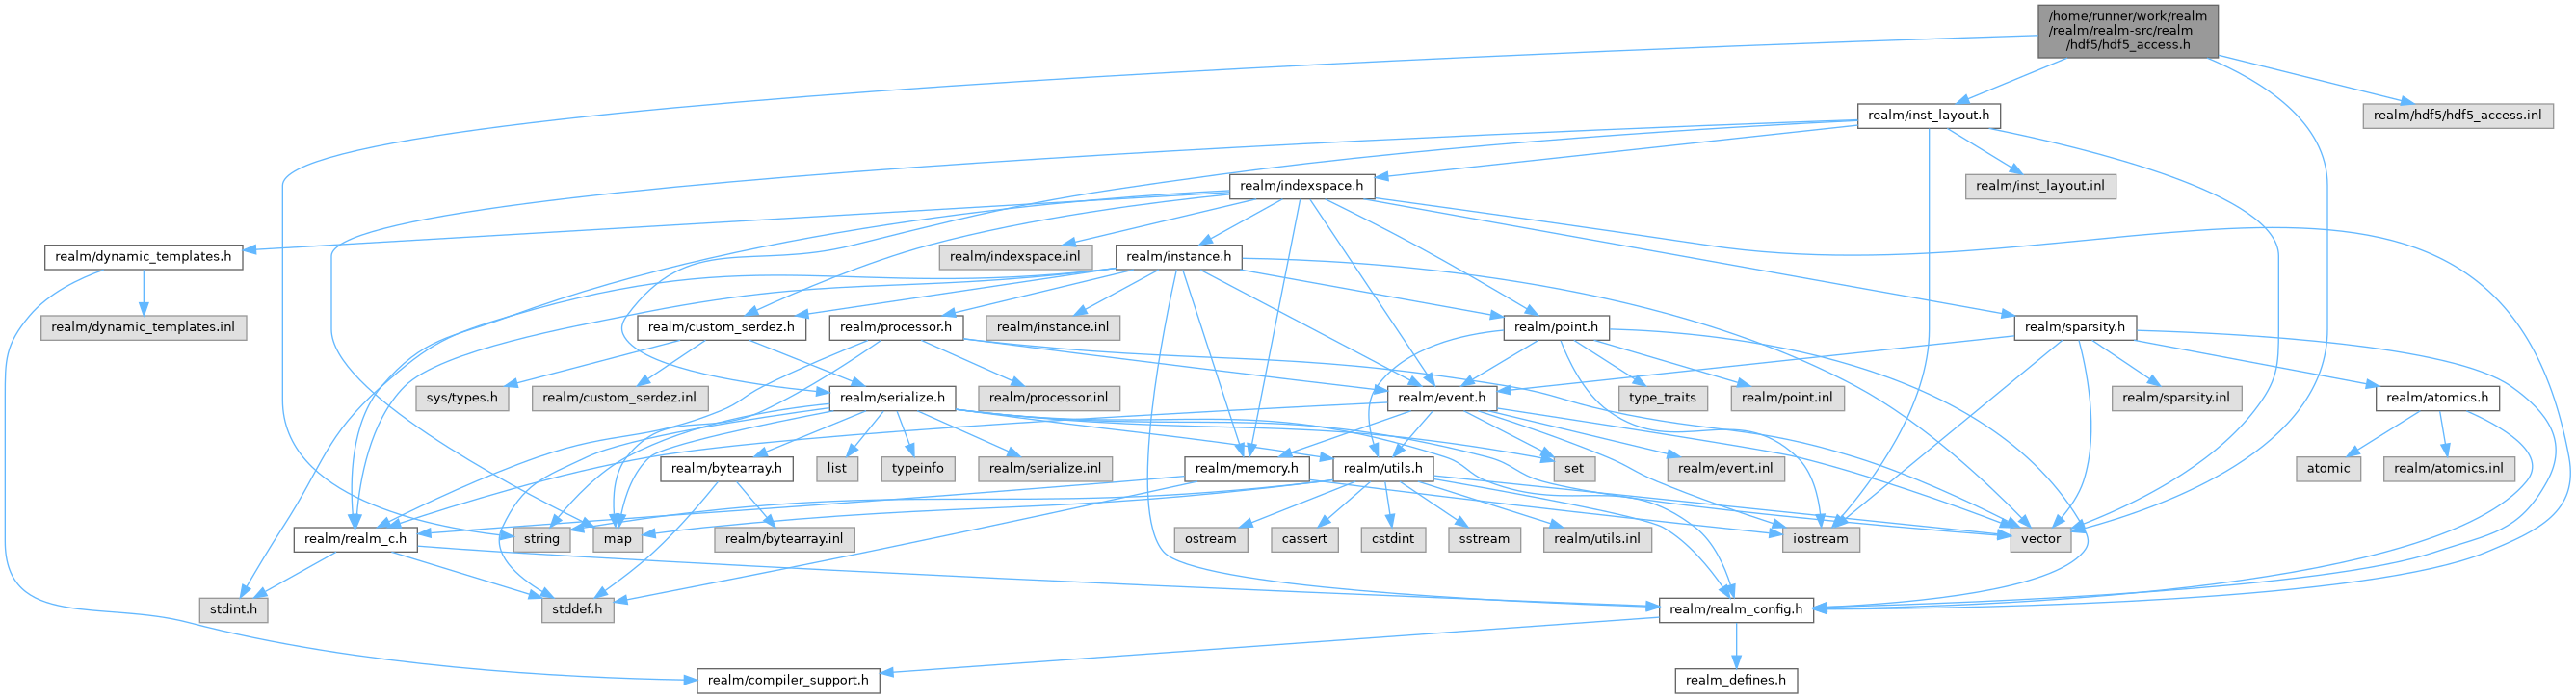 /home/runner/work/realm
/realm/realm-src/realm
/hdf5/hdf5_access.h
realm/inst_layout.h
realm/hdf5/hdf5_access.inl
realm/indexspace.h
realm/inst_layout.inl
realm/dynamic_templates.h
realm/indexspace.inl
realm/instance.h
realm/dynamic_templates.inl
realm/custom_serdez.h
realm/processor.h
realm/instance.inl
realm/point.h
realm/sparsity.h
sys/types.h
realm/custom_serdez.inl
realm/serialize.h
realm/processor.inl
realm/event.h
type_traits
realm/point.inl
realm/sparsity.inl
realm/atomics.h
realm/bytearray.h
list
typeinfo
realm/serialize.inl
realm/memory.h
realm/utils.h
set
realm/event.inl
atomic
realm/atomics.inl
realm/realm_c.h
string
map
realm/bytearray.inl
ostream
cassert
cstdint
sstream
realm/utils.inl
iostream
vector
stdint.h
stddef.h
realm/realm_config.h
realm/compiler_support.h
realm_defines.h